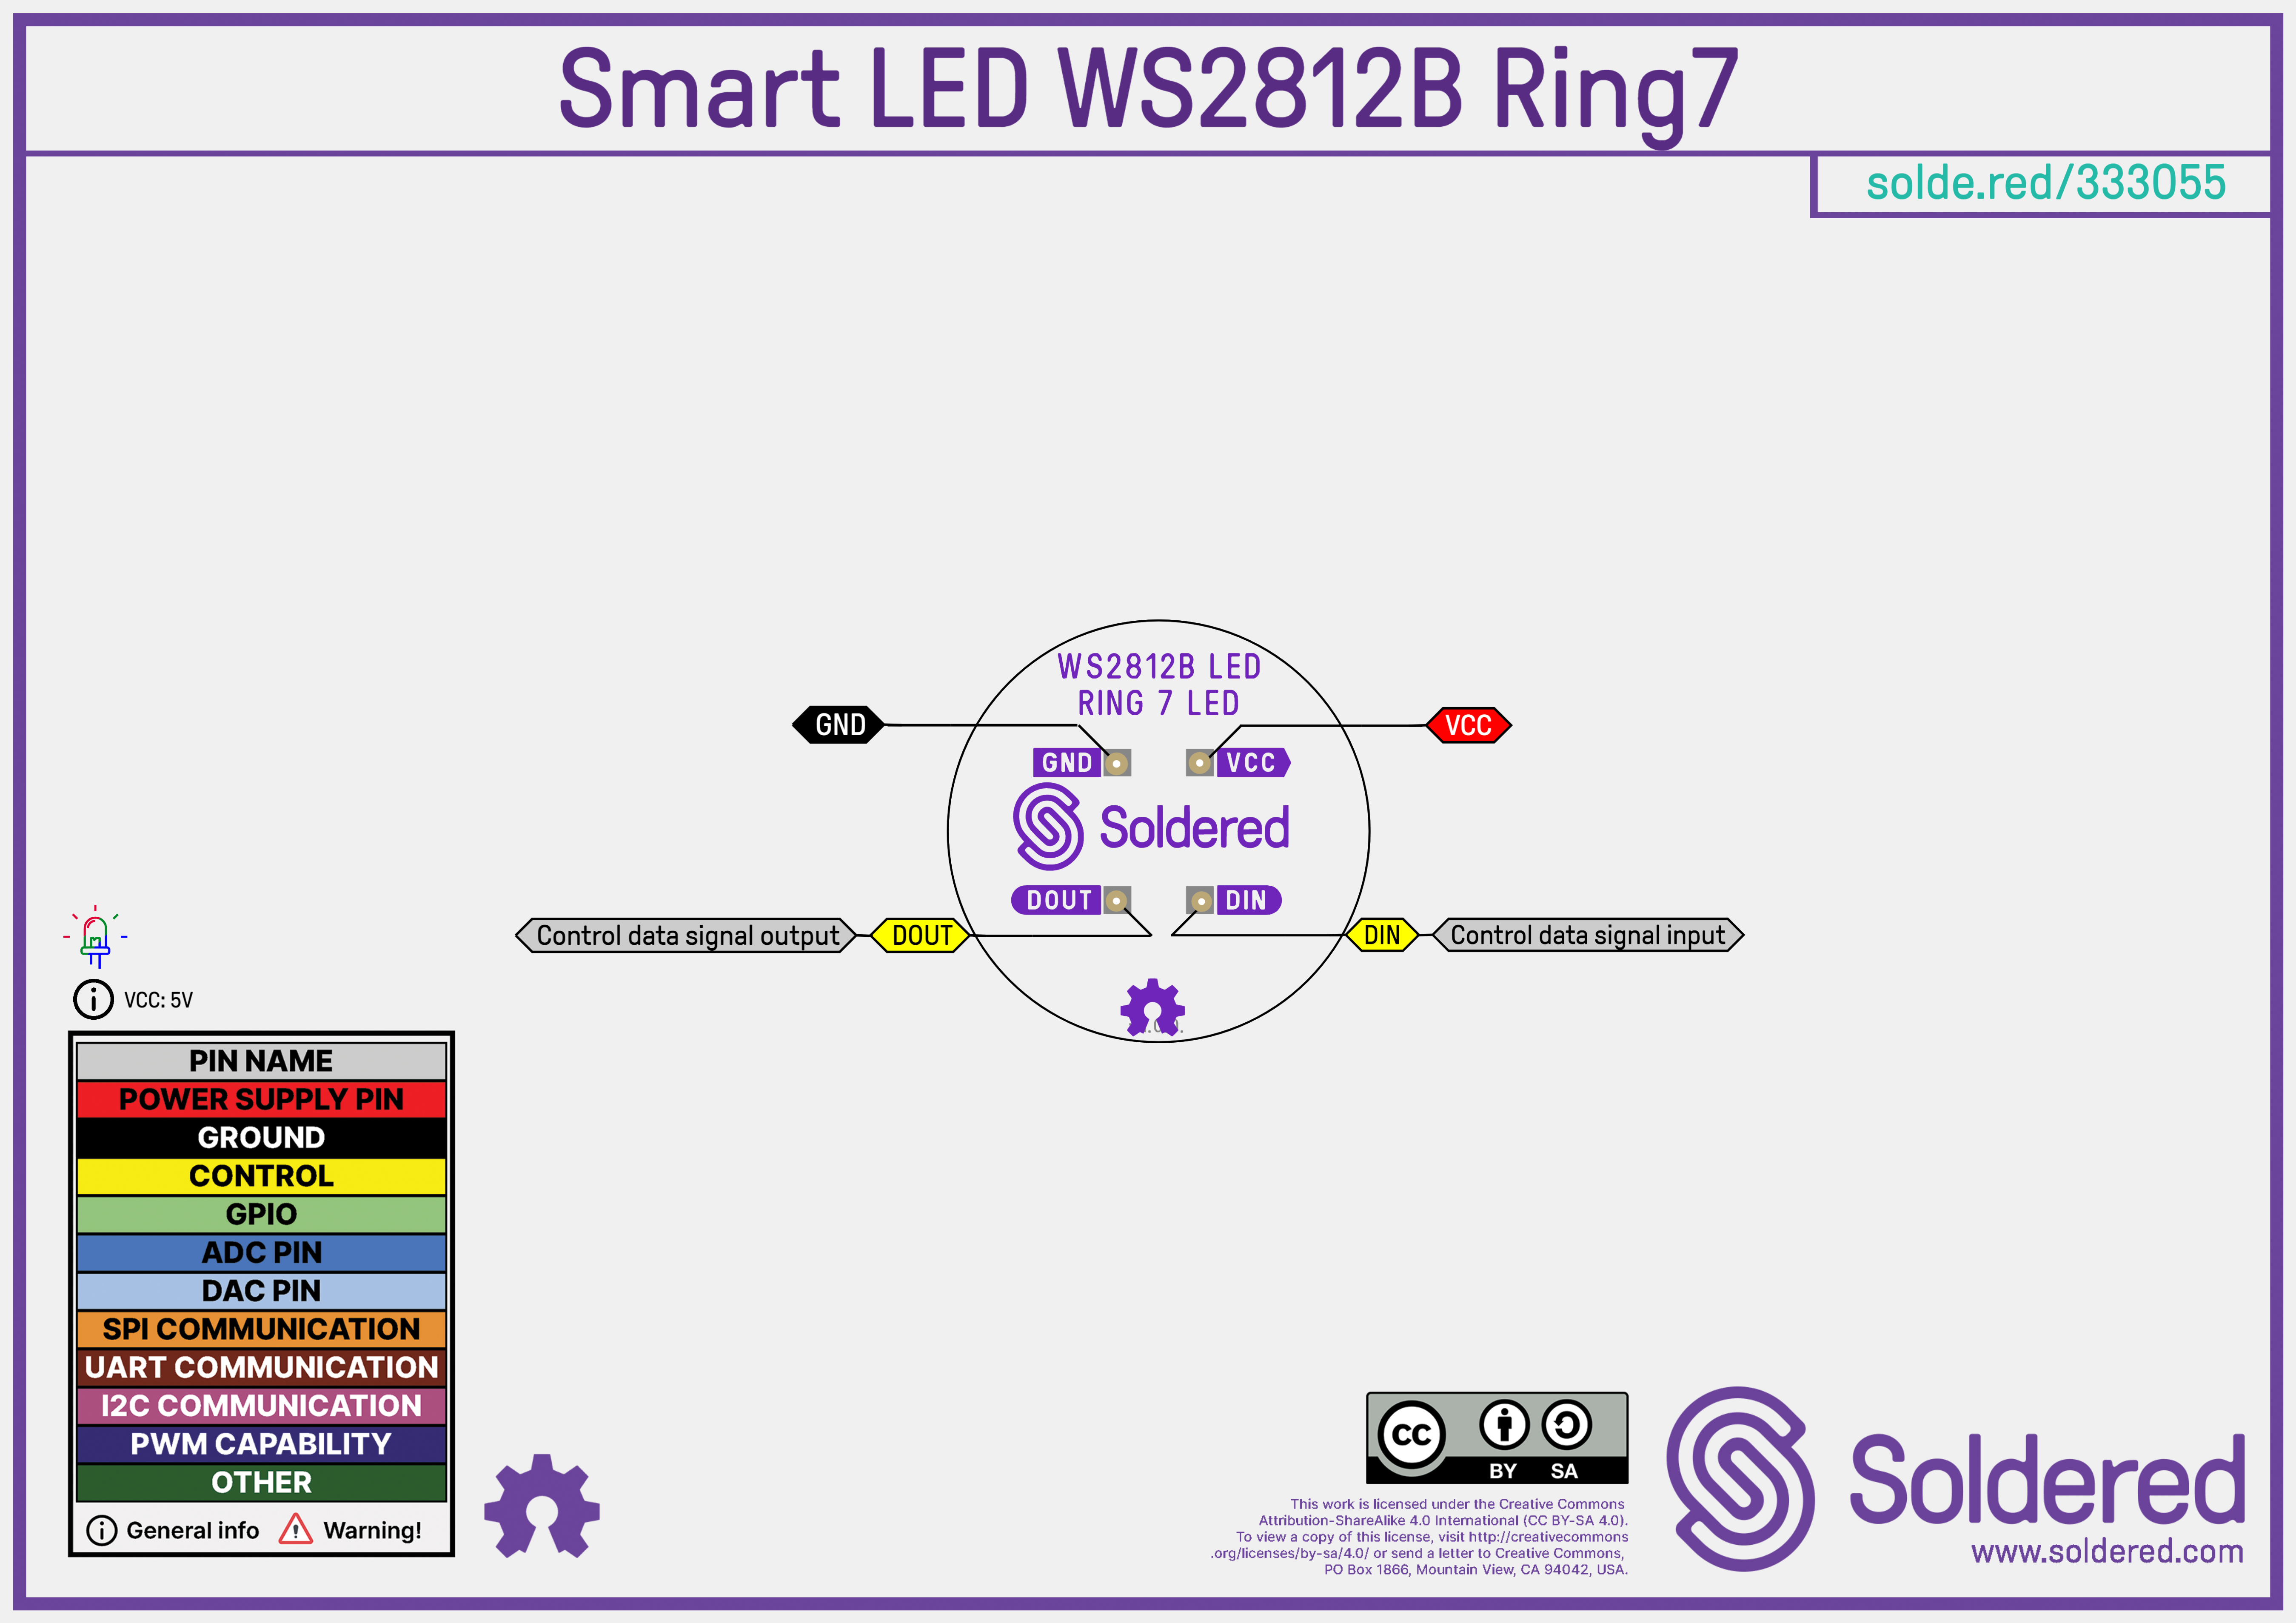 Smart LED WS2812B Ring7
solde.red/333055
WS2812B LED
RING 7 LED
GND
VCC
GND
VCC
Soldered
DOUT
DIN
Control data signal output
DOUT
DIN
Control data signal input
VCC: 5V
PIN NAME
POWER SUPPLY PIN
GROUND
CONTROL
GPIO
ADC PIN
DAC PIN
SPI COMMUNICATION
UART COMMUNICATION
I2C COMMUNICATION
PWM CAPABILITY
OTHER
General info
Warning!
CC
BY SA
This work is licensed under the Creative Commons
Attribution-ShareAlike 4.0 International (CC BY-SA 4.0).
To view a copy of this license, visit http://creativecommons
.org/licenses/by-sa/4.0/ or send a letter to Creative Commons,
PO Box 1866, Mountain View, CA 94042, USA.
Soldered
www.soldered.com